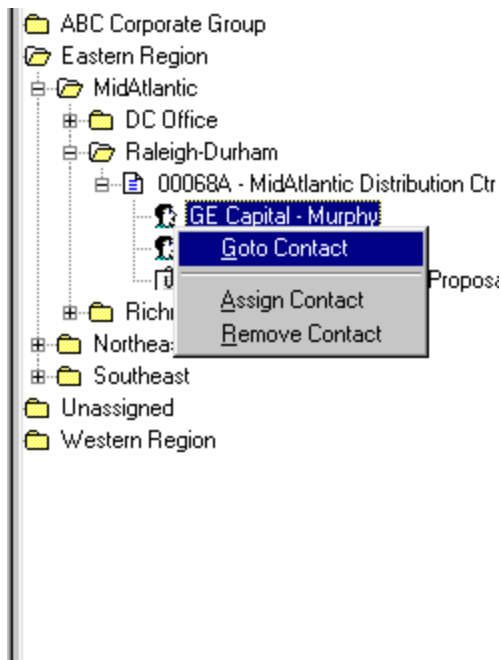 ABC Corporate Group
Eastern Region
MidAtlantic
DC Office
Raleigh-Durham
00068A - MidAtlantic Distribution Ctr
GE Capital - Murphy
Goto Contact
Assign Contact
Remove Contact
Southeast
Unassigned
Western Region